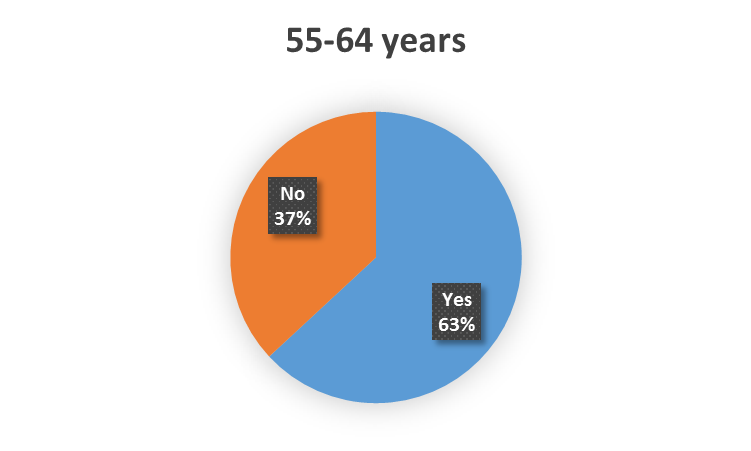 55-64 years
No
37%
Yes
63%